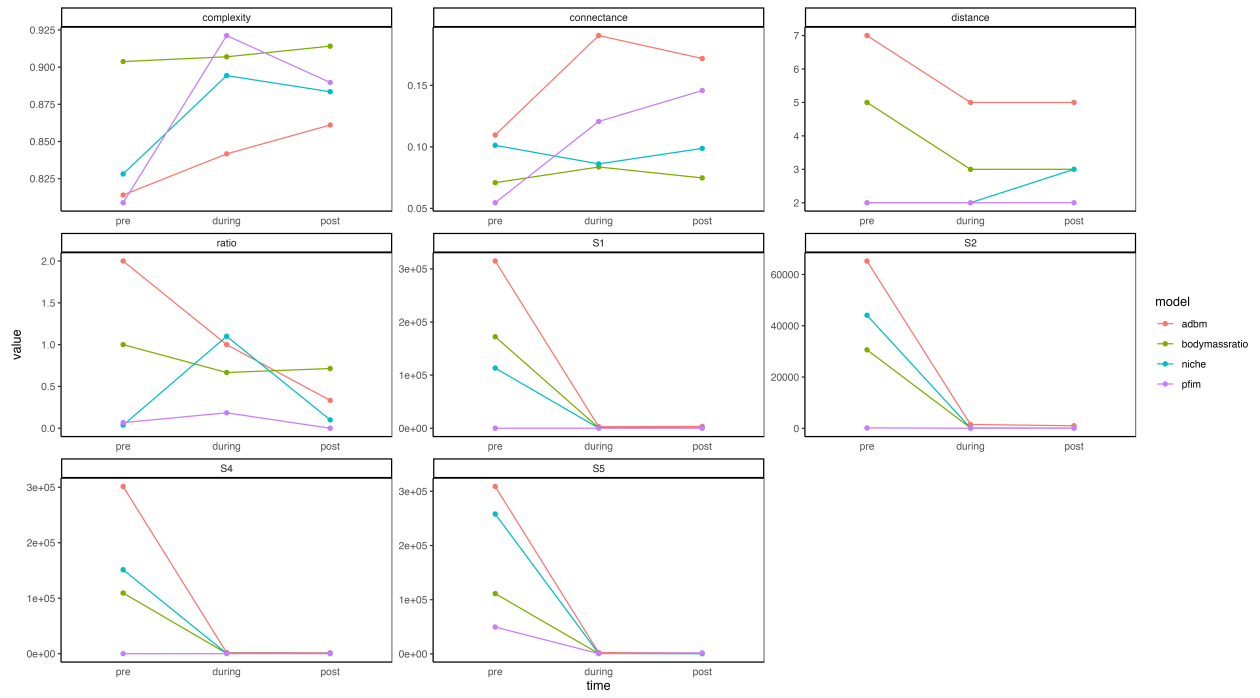 complexity
connectance
distance
0.925
0.900
0.875
0.850
0.825
pre
during
post
0.15
0.10
0.05
pre
during
post
7
6
5
4
3
2
pre
during
post
ratio
S1
S2
2.0
1.5
1.0
0.5
0.0
pre
during
post
3e+05
2e+05
1e+05
0e+00
pre
during
post
60000
40000
20000
0
pre
during
post
S4
S5
3e+05
2e+05
1e+05
0e+00
pre
during
post
3e+05
2e+05
1e+05
0e+00
pre
during
post
value
time
model
adbm
bodymassratio
niche
pfim